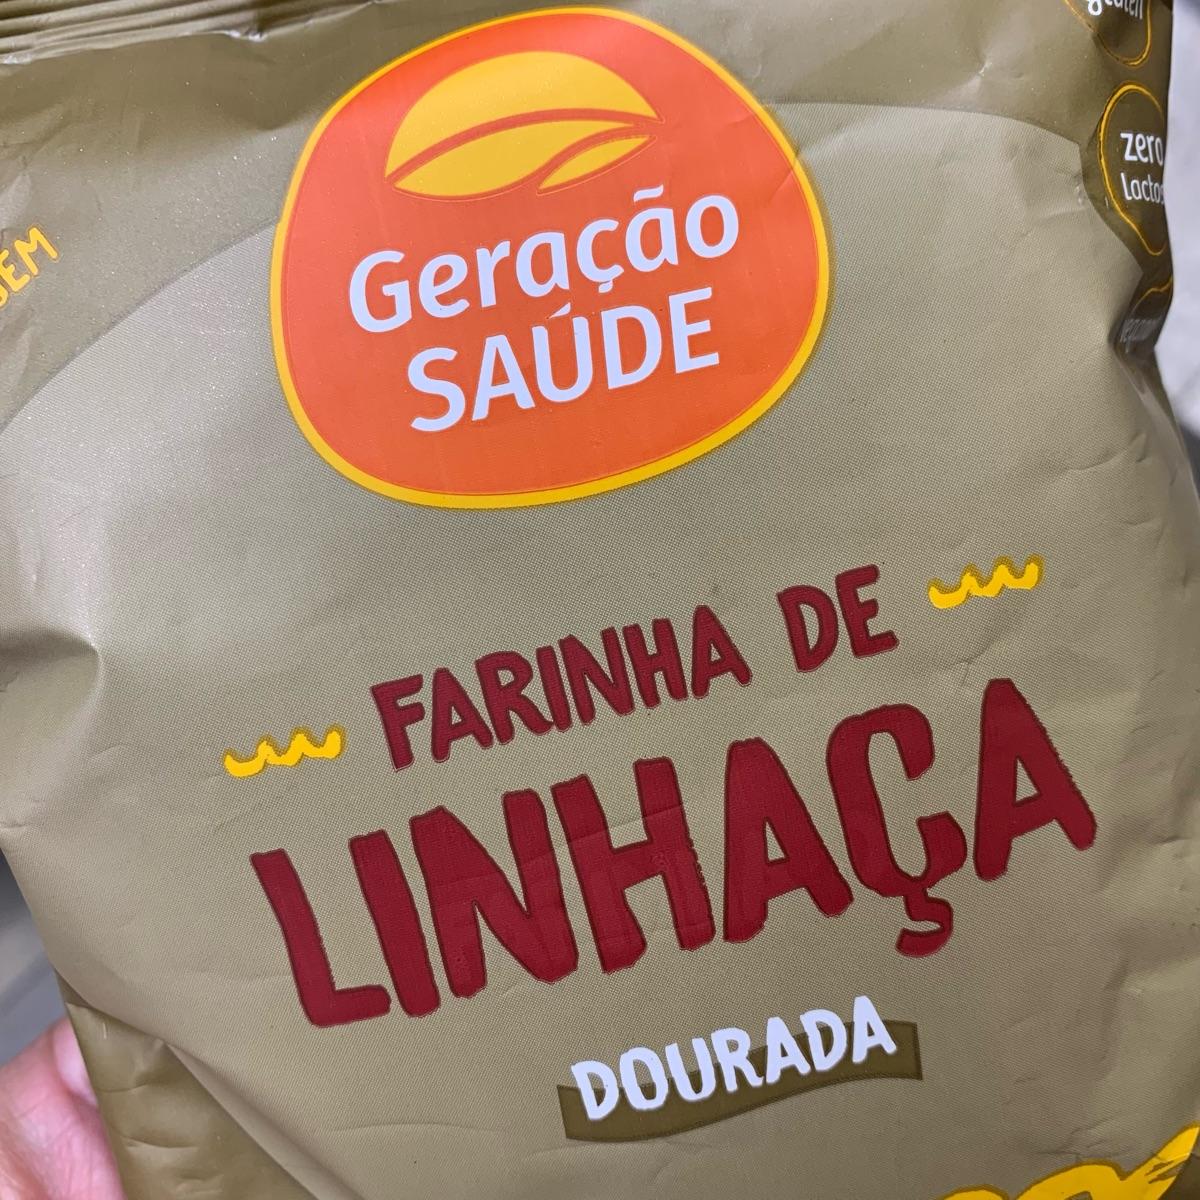 Geração
SAÚDE
zero
FARINHA DE
LINHAÇA
DOURADA